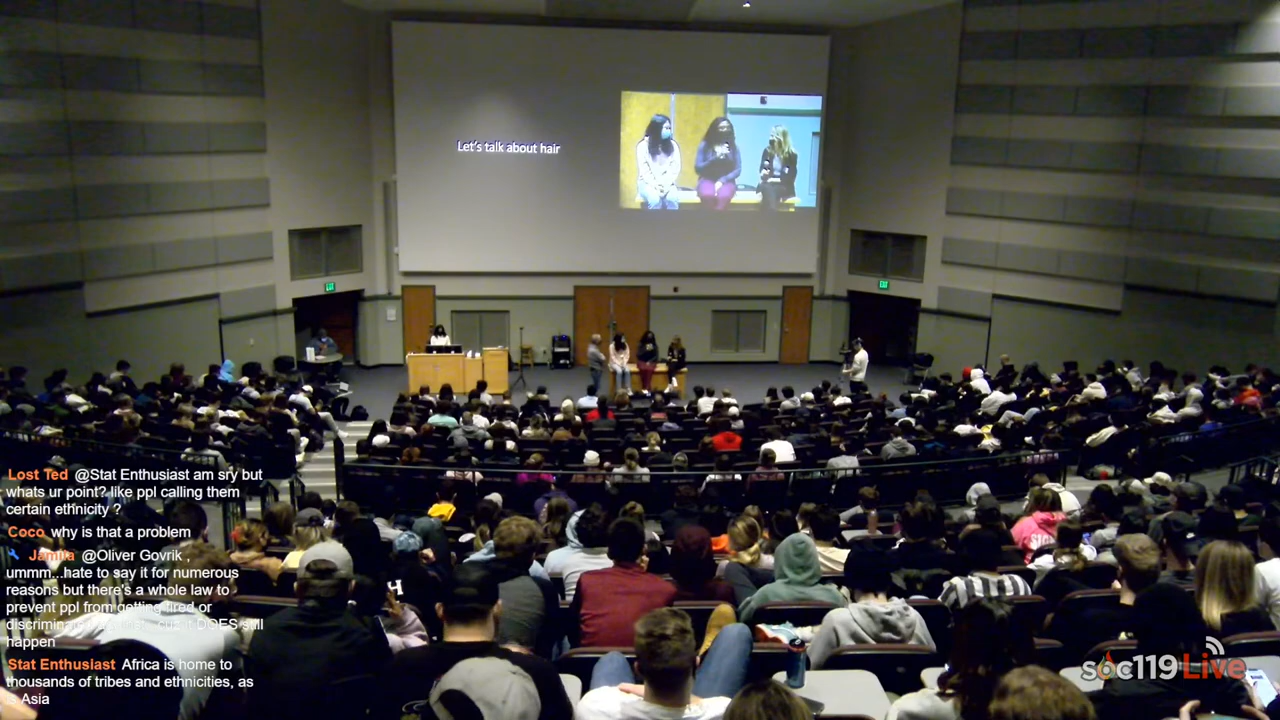 Let's talk about hair
EXIT
EXIT
Lost Ted @Stat Enthusiast am sry but
whats ur point? like ppl calling them
certain ethnicity ?
Coco why is that a problem
Jamila @Oliver Govrik ,
ummm...hate to say it for numerous
reasons but there's a whole law to
prevent ppl from getting fired or
DOES still
happen
Stat Enthusiast Africa is home to
thousands of tribes and ethnicities, as
is Asia
H
soc119Live